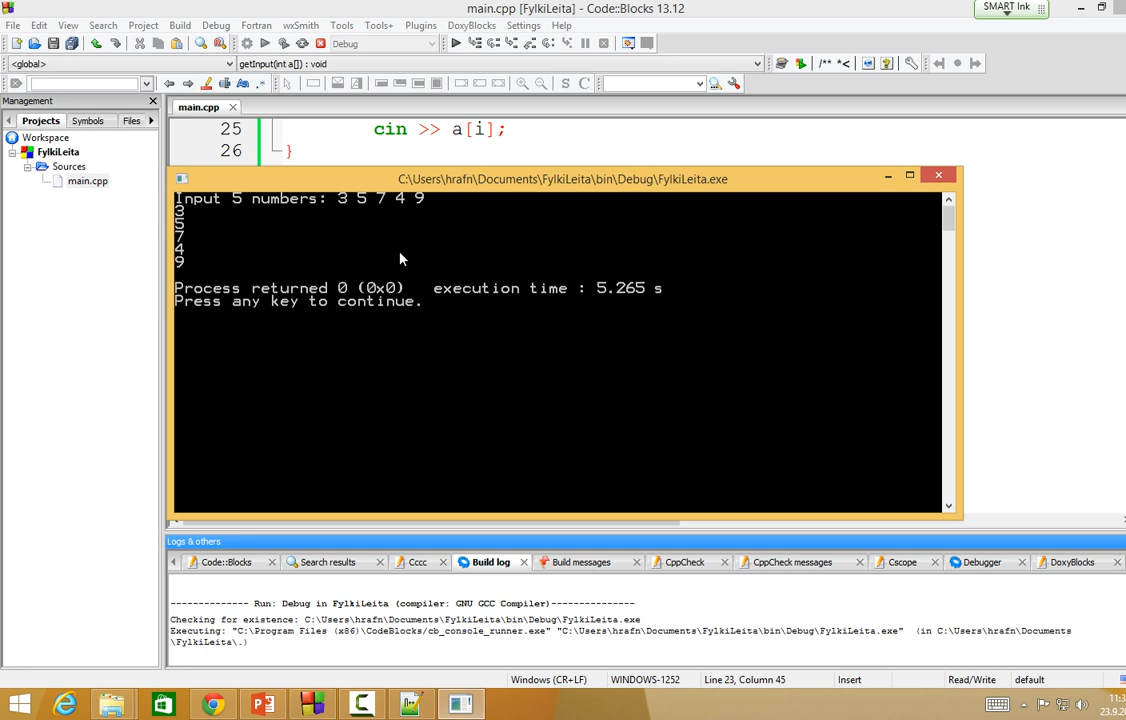 main.cpp [FylkiLeita] - Code::Blocks 13.12
SMART Ink
File Edit View Search Project Build Debug Fortran wxSmith Tools Tools+ Plugins DoxyBlocks Settings Help
Debug
<global> getInput(int a[]) : void
/** *<
Aa .* S C
Management
main.cpp
Projects Symbols Files
Workspace
FylkiLeita
Sources
main.cpp
25 cin >> a[i];
26 }
C:\Users\hrafn\Documents\FylkiLeita\bin\Debug\FylkiLeita.exe
Input 5 numbers: 3 5 7 4 9
3
5
7
4
9
Process returned 0 (0x0) execution time : 5.265 s
Press any key to continue.
Logs & others
Code::Blocks Search results Cccc Build log Build messages CppCheck CppCheck messages Cscope Debugger DoxyBlocks
-------------- Run: Debug in FylkiLeita (compiler: GNU GCC Compiler)---------------
Checking for existence: C:\Users\hrafn\Documents\FylkiLeita\bin\Debug\FylkiLeita.exe
Executing: "C:\Program Files (x86)\CodeBlocks/cb_console_runner.exe" "C:\Users\hrafn\Documents\FylkiLeita\bin\Debug\FylkiLeita.exe" (in C:\Users\hrafn\Documents
\FylkiLeita\.)
Windows (CR+LF) WINDOWS-1252 Line 23, Column 45 Insert Read/Write default
11:3
23.9.2